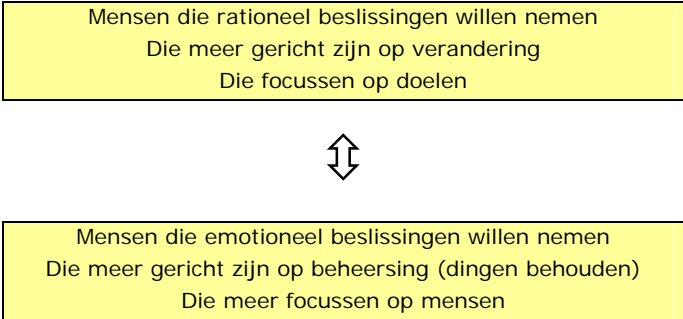 Mensen die rationeel beslissingen willen nemen
Die meer gericht zijn op verandering
Die focussen op doelen
Mensen die emotioneel beslissingen willen nemen
Die meer gericht zijn op beheersing (dingen behouden)
Die meer focussen op mensen